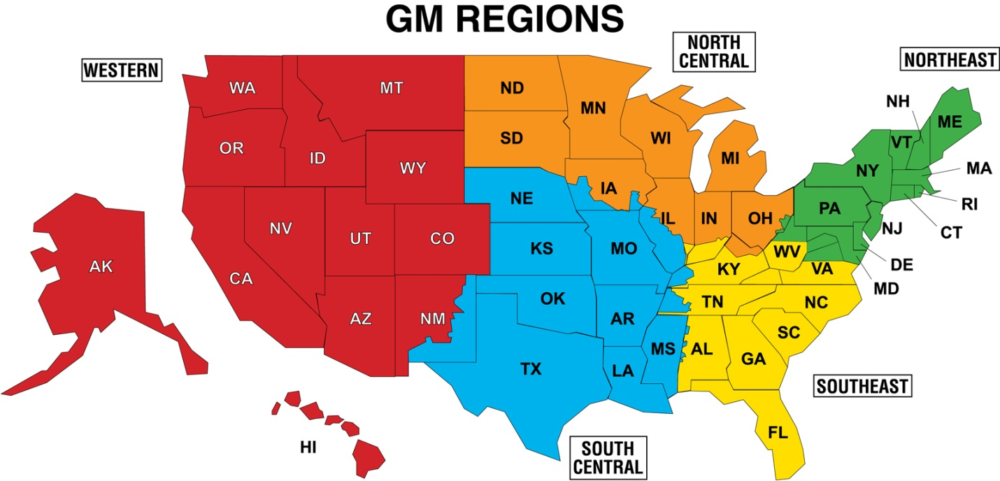 GM REGIONS
WESTERN
NORTH
CENTRAL
NORTHEAST
WA
MT
ND
MN
NH
ME
OR
ID
WY
SD
WI
MI
VT
NY
MA
NV
UT
CO
NE
IA
IL
IN
OH
PA
NJ
RI
CT
AK
CA
KS
MO
KY
WV
VA
DE
MD
AZ
NM
OK
AR
TN
NC
SC
TX
LA
MS
AL
GA
SOUTHEAST
HI
FL
SOUTH
CENTRAL